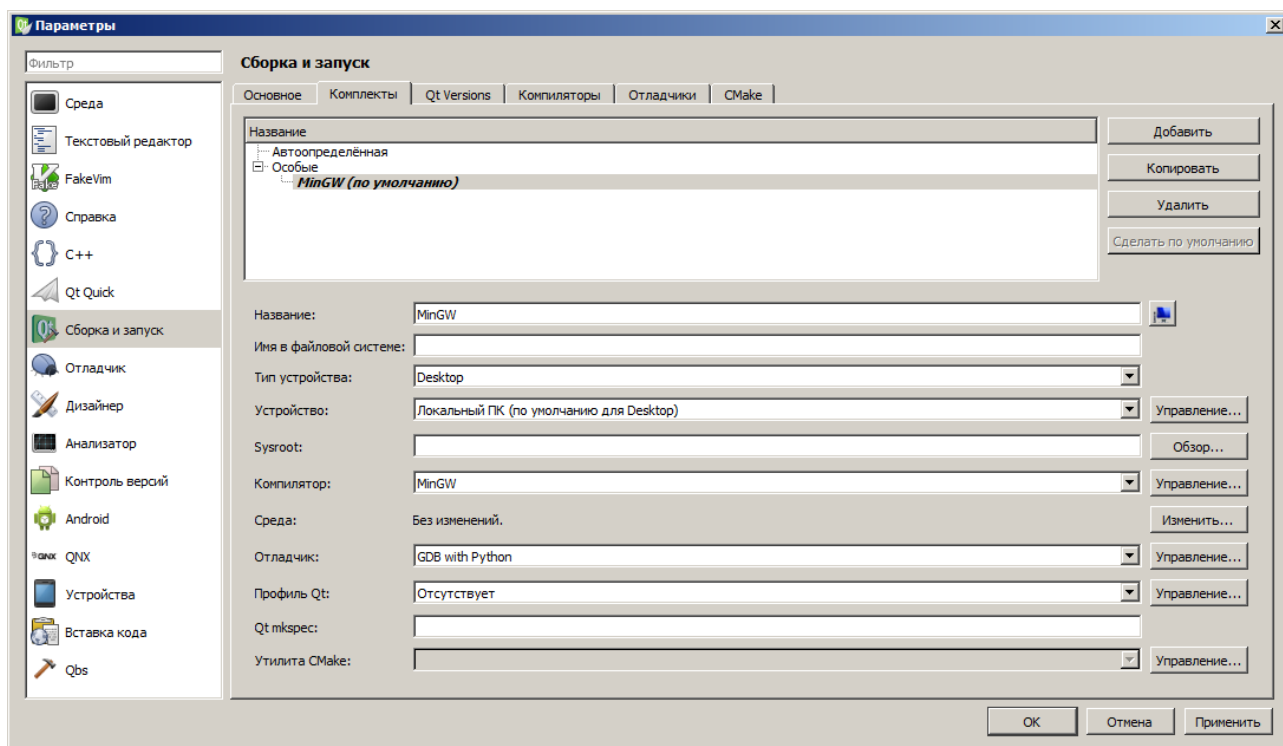 Параметры
Фильтр
Среда
Текстовый редактор
FakeVim
Справка
C++
Qt Quick
Сборка и запуск
Отладчик
Дизайнер
Анализатор
Контроль версий
Android
QNX
Устройства
Вставка кода
Qbs
Сборка и запуск
Основное Комплекты Qt Versions Компиляторы Отладчики CMake
Название
Автоопределённая
Особые
MinGW (по умолчанию)
Добавить
Копировать
Удалить
Сделать по умолчанию
Название: MinGW
Имя в файловой системе:
Тип устройства: Desktop
Устройство: Локальный ПК (по умолчанию для Desktop) Управление...
Sysroot: Обзор...
Компилятор: MinGW Управление...
Среда: Без изменений. Изменить...
Отладчик: GDB with Python Управление...
Профиль Qt: Отсутствует Управление...
Qt mkspec:
Утилита CMake: Управление...
OK Отмена Применить